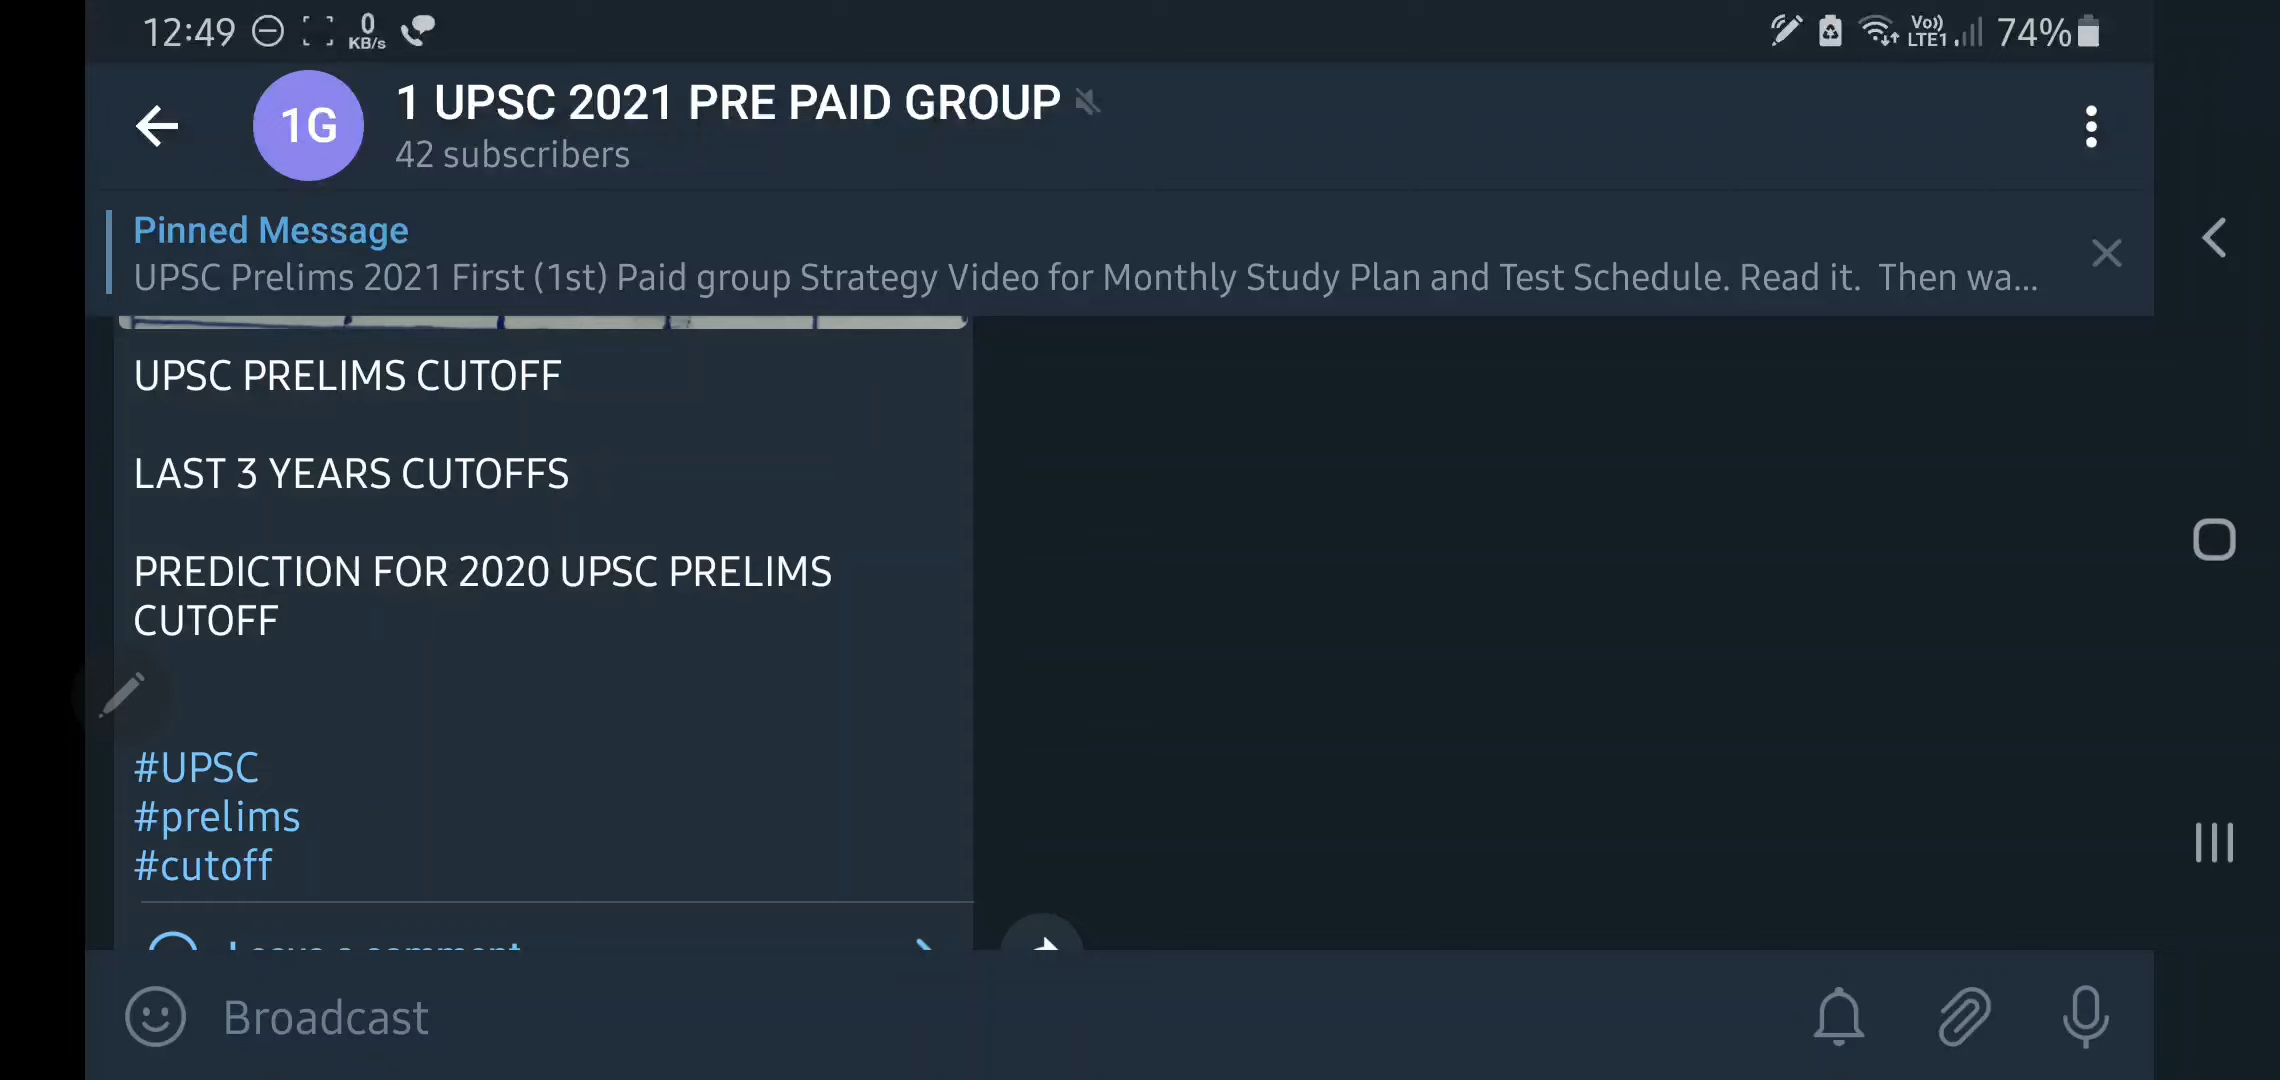 12:49
0
KB/s
Vo))
LTE1
74%
1G
1 UPSC 2021 PRE PAID GROUP
42 subscribers
Pinned Message
UPSC Prelims 2021 First (1st) Paid group Strategy Video for Monthly Study Plan and Test Schedule. Read it. Then wa...
UPSC PRELIMS CUTOFF
LAST 3 YEARS CUTOFFS
PREDICTION FOR 2020 UPSC PRELIMS
CUTOFF
#UPSC
#prelims
#cutoff
Leave a comment
Broadcast